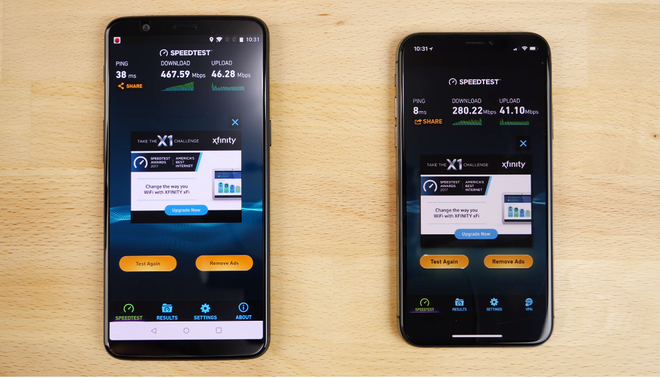 10:31
SPEEDTEST
PING DOWNLOAD UPLOAD
38 ms 467.59 Mbps 46.28 Mbps
SHARE
TAKE THE X1 CHALLENGE xfinity
SPEEDTEST AWARDS 2017 AMERICA'S BEST INTERNET
Change the way you
WiFi with XFINITY xFi
Upgrade Now
Test Again Remove Ads
SPEEDTEST RESULTS SETTINGS ABOUT
10:31
SPEEDTEST
PING DOWNLOAD UPLOAD
8ms 280.22 Mbps 41.10 Mbps
SHARE
TAKE THE X1 CHALLENGE xfinity
SPEEDTEST AWARDS 2017 AMERICA'S BEST INTERNET
Change the way you
WiFi with XFINITY xFi
Upgrade Now
Test Again Remove Ads
SPEEDTEST RESULTS SETTINGS VPN